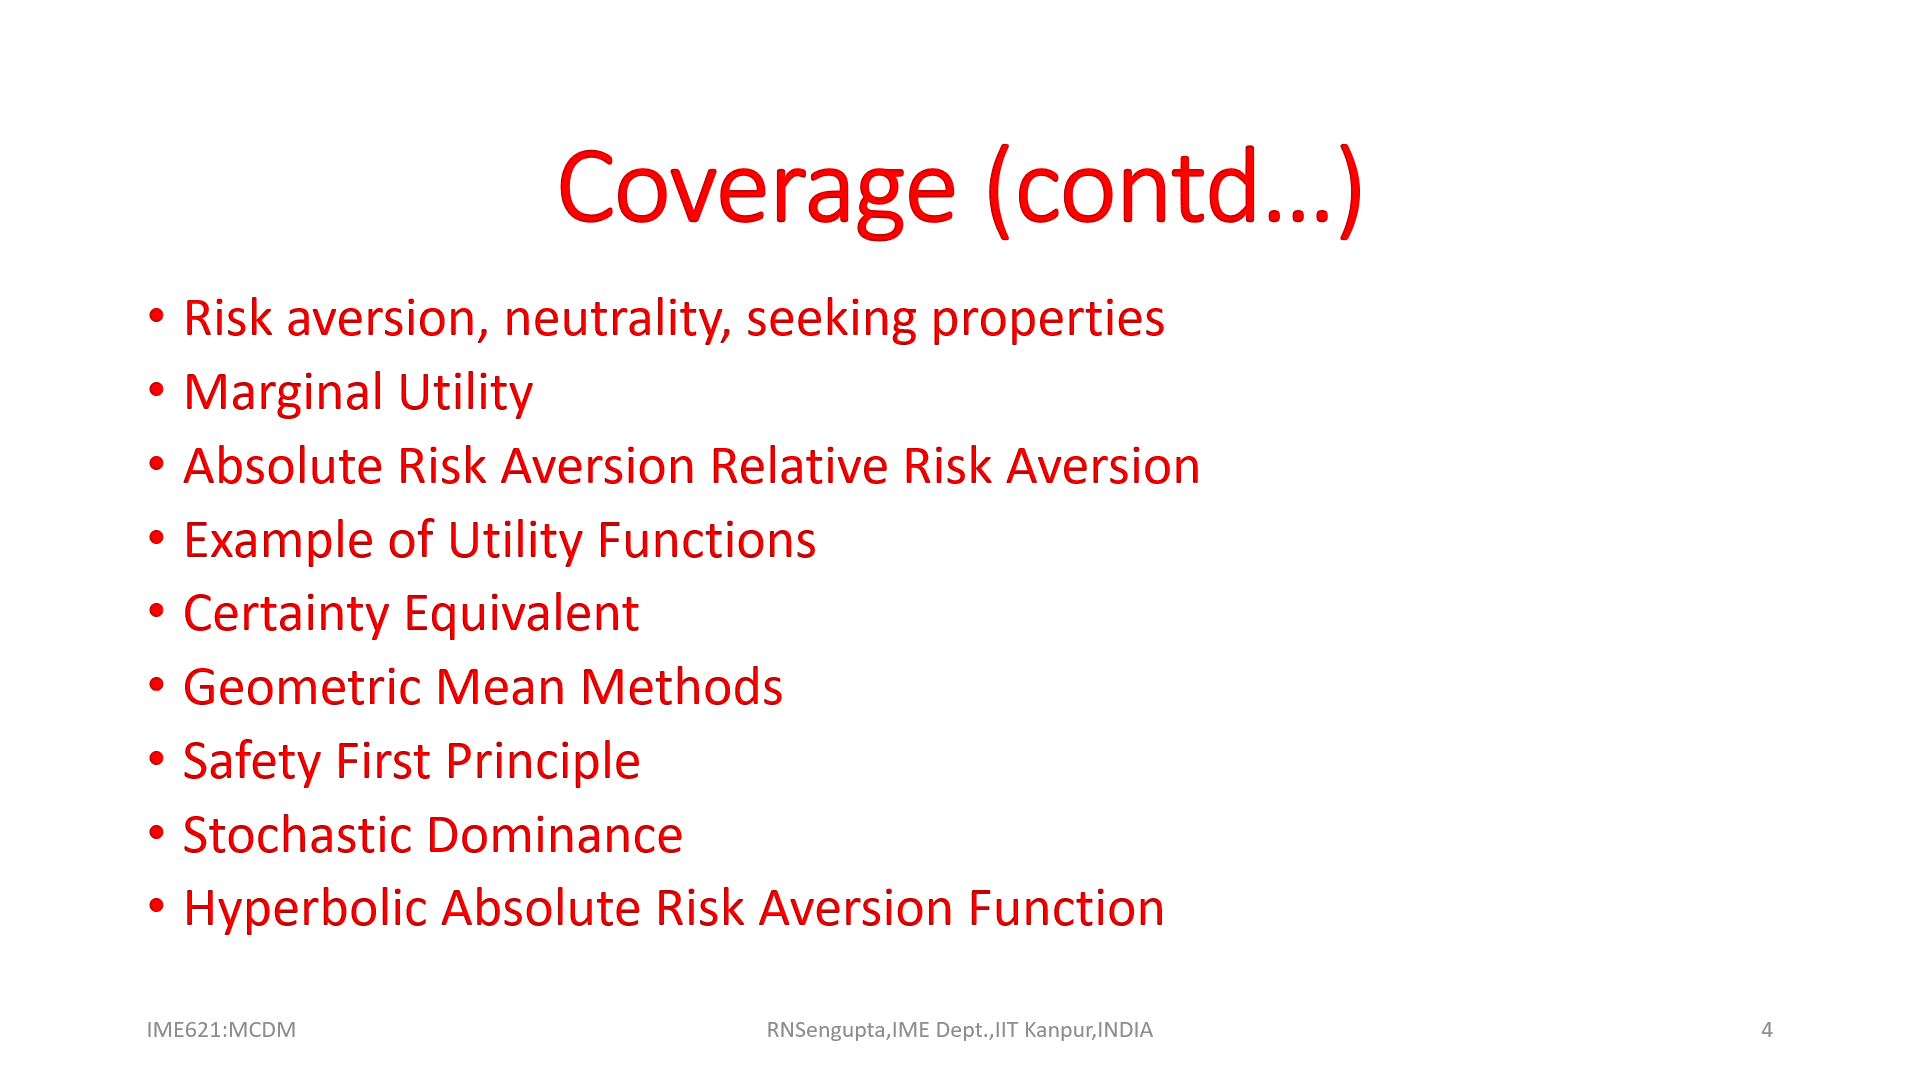 Coverage (contd…)
• Risk aversion, neutrality, seeking properties
• Marginal Utility
• Absolute Risk Aversion Relative Risk Aversion
• Example of Utility Functions
• Certainty Equivalent
• Geometric Mean Methods
• Safety First Principle
• Stochastic Dominance
• Hyperbolic Absolute Risk Aversion Function
IME621:MCDM
RNSengupta,IME Dept.,IIT Kanpur,INDIA
4